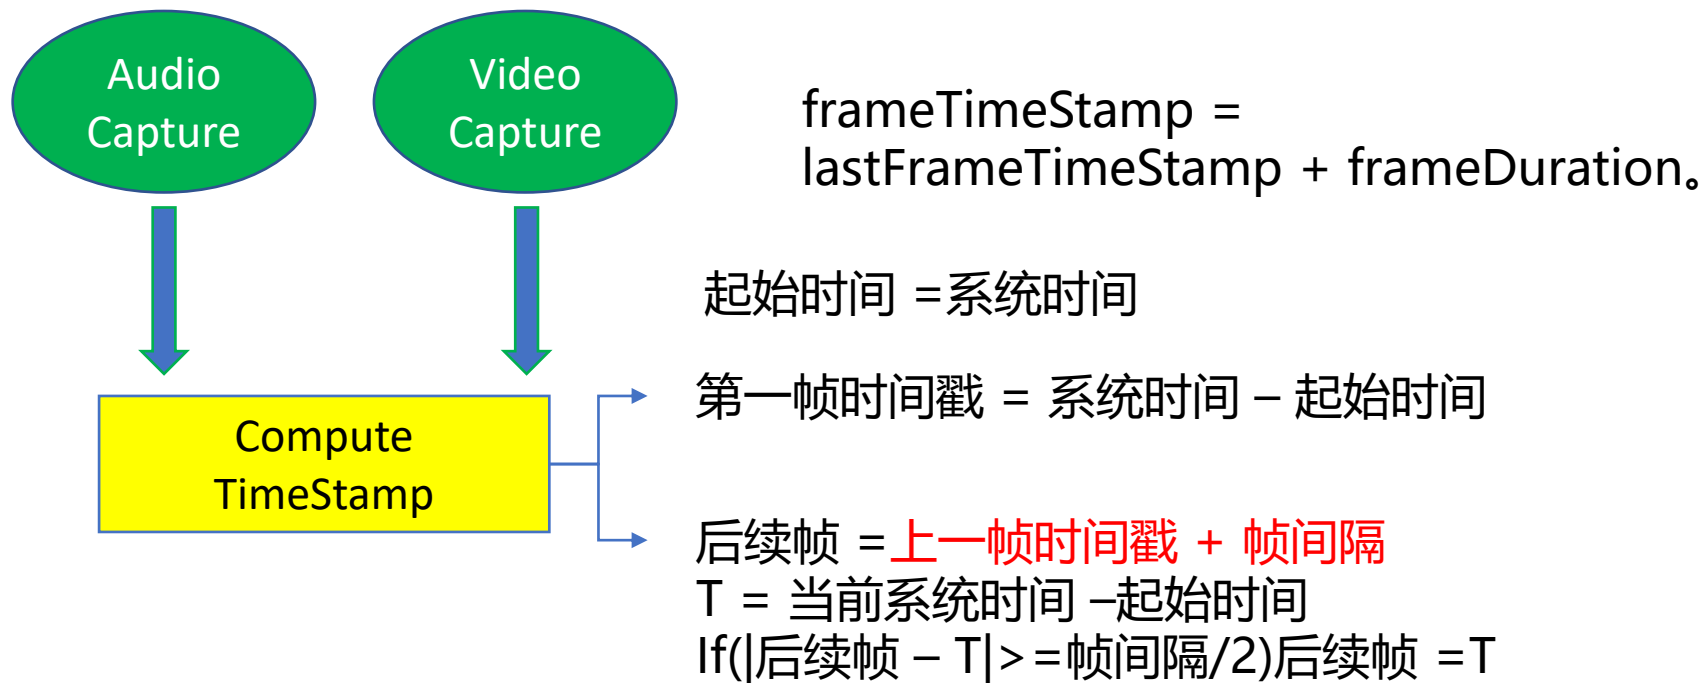 Audio
Capture
Video
Capture
frameTimeStamp =
lastFrameTimeStamp + frameDuration。
起始时间 =系统时间
第一帧时间戳 = 系统时间 – 起始时间
Compute
TimeStamp
后续帧 =上一帧时间戳 + 帧间隔
T = 当前系统时间 –起始时间
If(|后续帧 – T|>=帧间隔/2)后续帧 =T